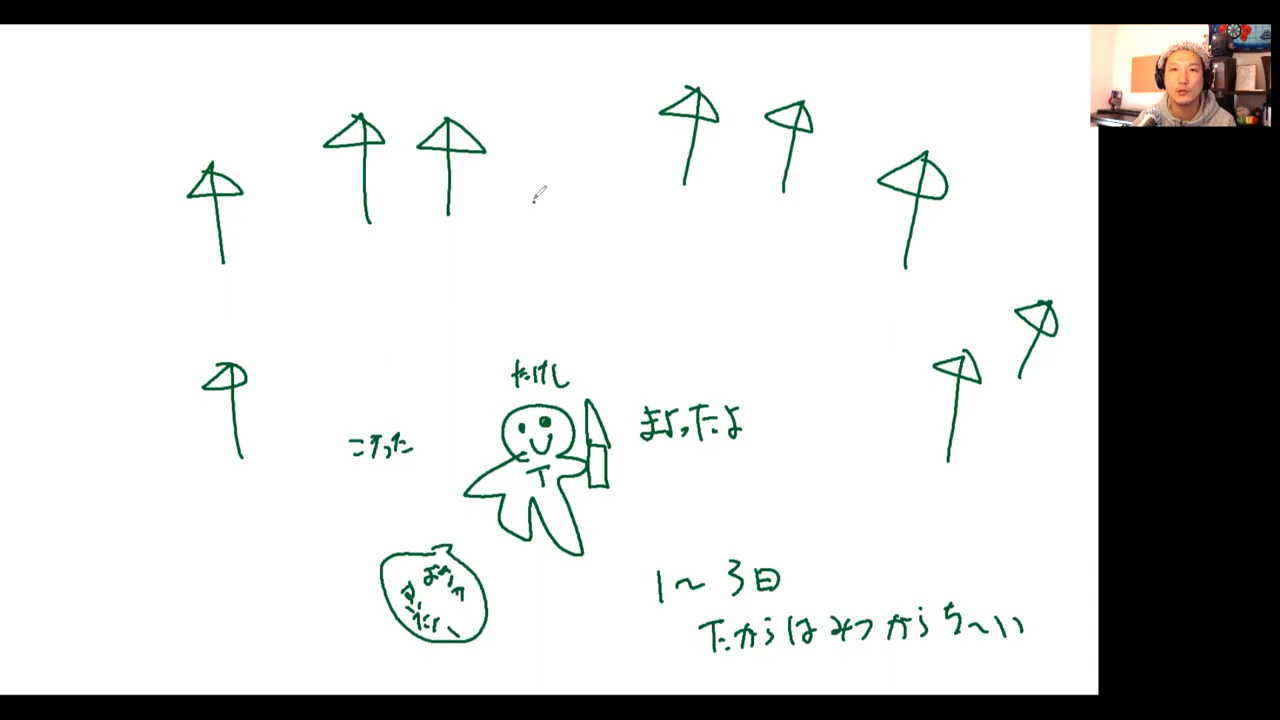 たけし
まよったよ
こまった
T
1〜3日
たからはみつからな〜い